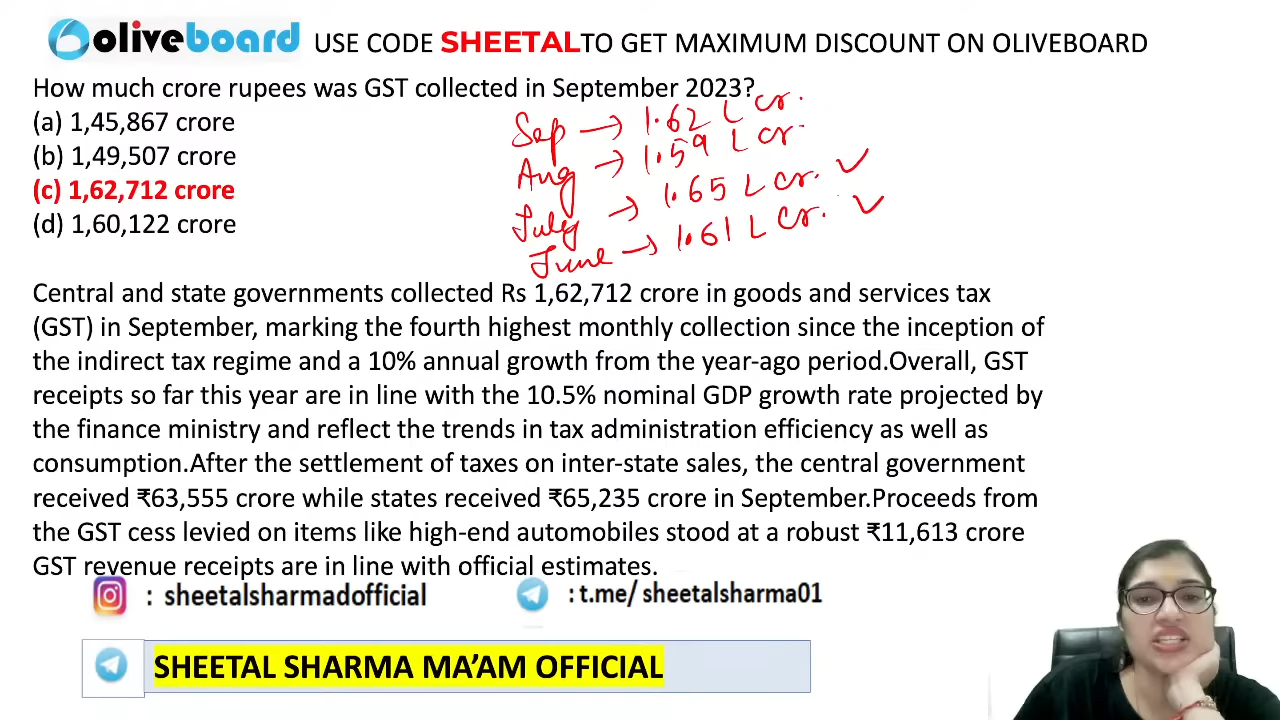 oliveboard USE CODE SHEETAL TO GET MAXIMUM DISCOUNT ON OLIVEBOARD
How much crore rupees was GST collected in September 2023?
(a) 1,45,867 crore
(b) 1,49,507 crore
(c) 1,62,712 crore
(d) 1,60,122 crore
Sep → 1.62 L cr.
Aug → 1.59 L cr.
July → 1.65 L cr. ✓
June → 1.61 L cr. ✓
Central and state governments collected Rs 1,62,712 crore in goods and services tax
(GST) in September, marking the fourth highest monthly collection since the inception of
the indirect tax regime and a 10% annual growth from the year-ago period.Overall, GST
receipts so far this year are in line with the 10.5% nominal GDP growth rate projected by
the finance ministry and reflect the trends in tax administration efficiency as well as
consumption.After the settlement of taxes on inter-state sales, the central government
received ₹63,555 crore while states received ₹65,235 crore in September.Proceeds from
the GST cess levied on items like high-end automobiles stood at a robust ₹11,613 crore
GST revenue receipts are in line with official estimates.
: sheetalsharmadofficial
: t.me/ sheetalsharma01
SHEETAL SHARMA MA’AM OFFICIAL